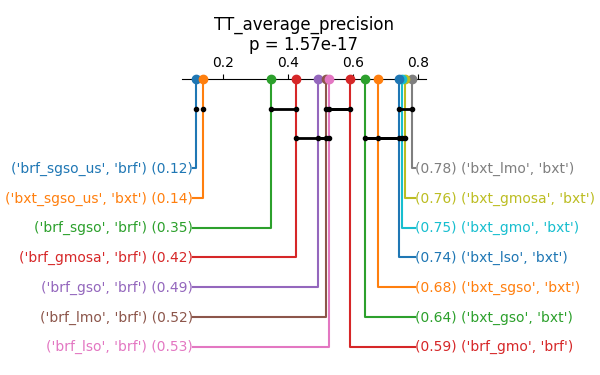 TT_average_precision
p = 1.57e-17
0.2 0.4 0.6 0.8
('brf_sgso_us', 'brf') (0.12) (0.78) ('bxt_lmo', 'bxt')
('bxt_sgso_us', 'bxt') (0.14) (0.76) ('bxt_gmosa', 'bxt')
('brf_sgso', 'brf') (0.35) (0.75) ('bxt_gmo', 'bxt')
('brf_gmosa', 'brf') (0.42) (0.74) ('bxt_lso', 'bxt')
('brf_gso', 'brf') (0.49) (0.68) ('bxt_sgso', 'bxt')
('brf_lmo', 'brf') (0.52) (0.64) ('bxt_gso', 'bxt')
('brf_lso', 'brf') (0.53) (0.59) ('brf_gmo', 'brf')